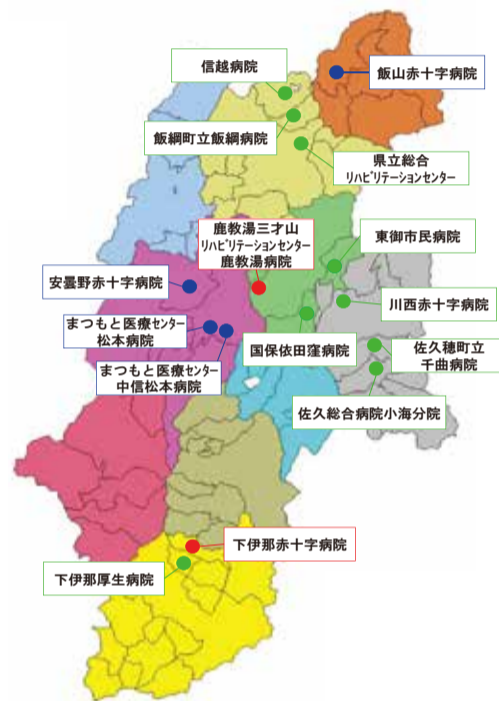 信越病院
飯山赤十字病院
飯綱町立飯綱病院
県立総合
リハビリテーションセンター
鹿教湯三才山
リハビリテーションセンター
鹿教湯病院
東御市民病院
安曇野赤十字病院
川西赤十字病院
まつもと医療センター
松本病院
国保依田窪病院
佐久穂町立
千曲病院
まつもと医療センター
中信松本病院
佐久総合病院小海分院
下伊那赤十字病院
下伊那厚生病院